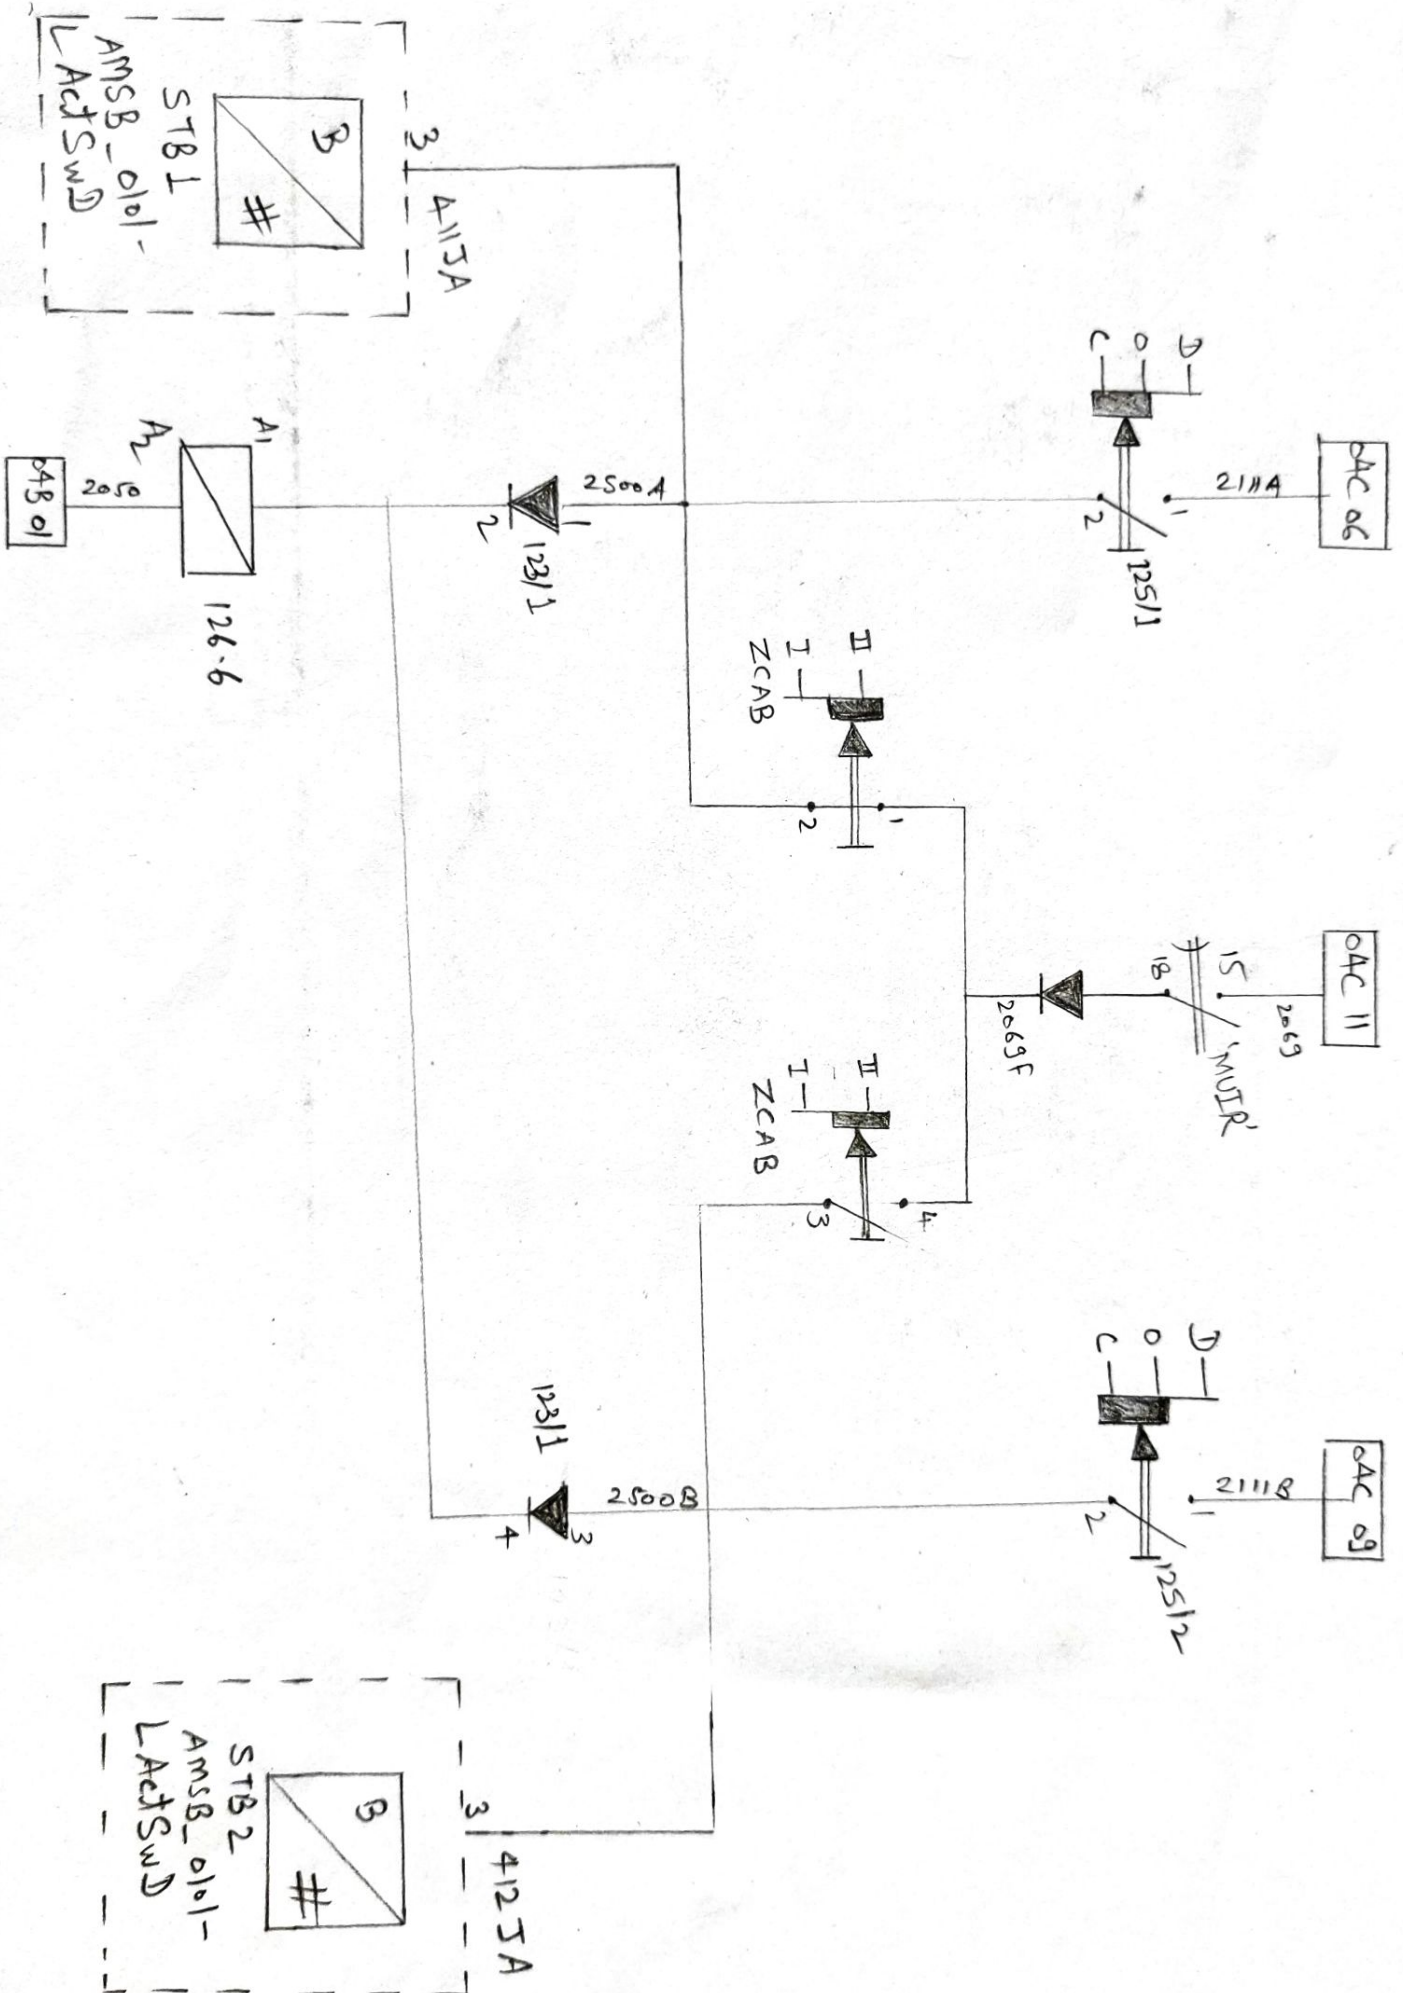 0AC 06
0AC 11
0AC 09
2111A
2069
2111B
D
O
C
1
2
125/1
15
18
'MUIR'
D
O
C
1
2
125/2
2069F
II
I
ZCAB
1
2
II
I
ZCAB
4
3
2500A
1
2
123/1
2500B
3
4
123/1
3
411JA
B
#
STB1
AMSB_0101-
LActSwD
3
412JA
B
#
STB2
AMSB_0101-
LActSwD
A1
A2
126.6
2050
0AB 01